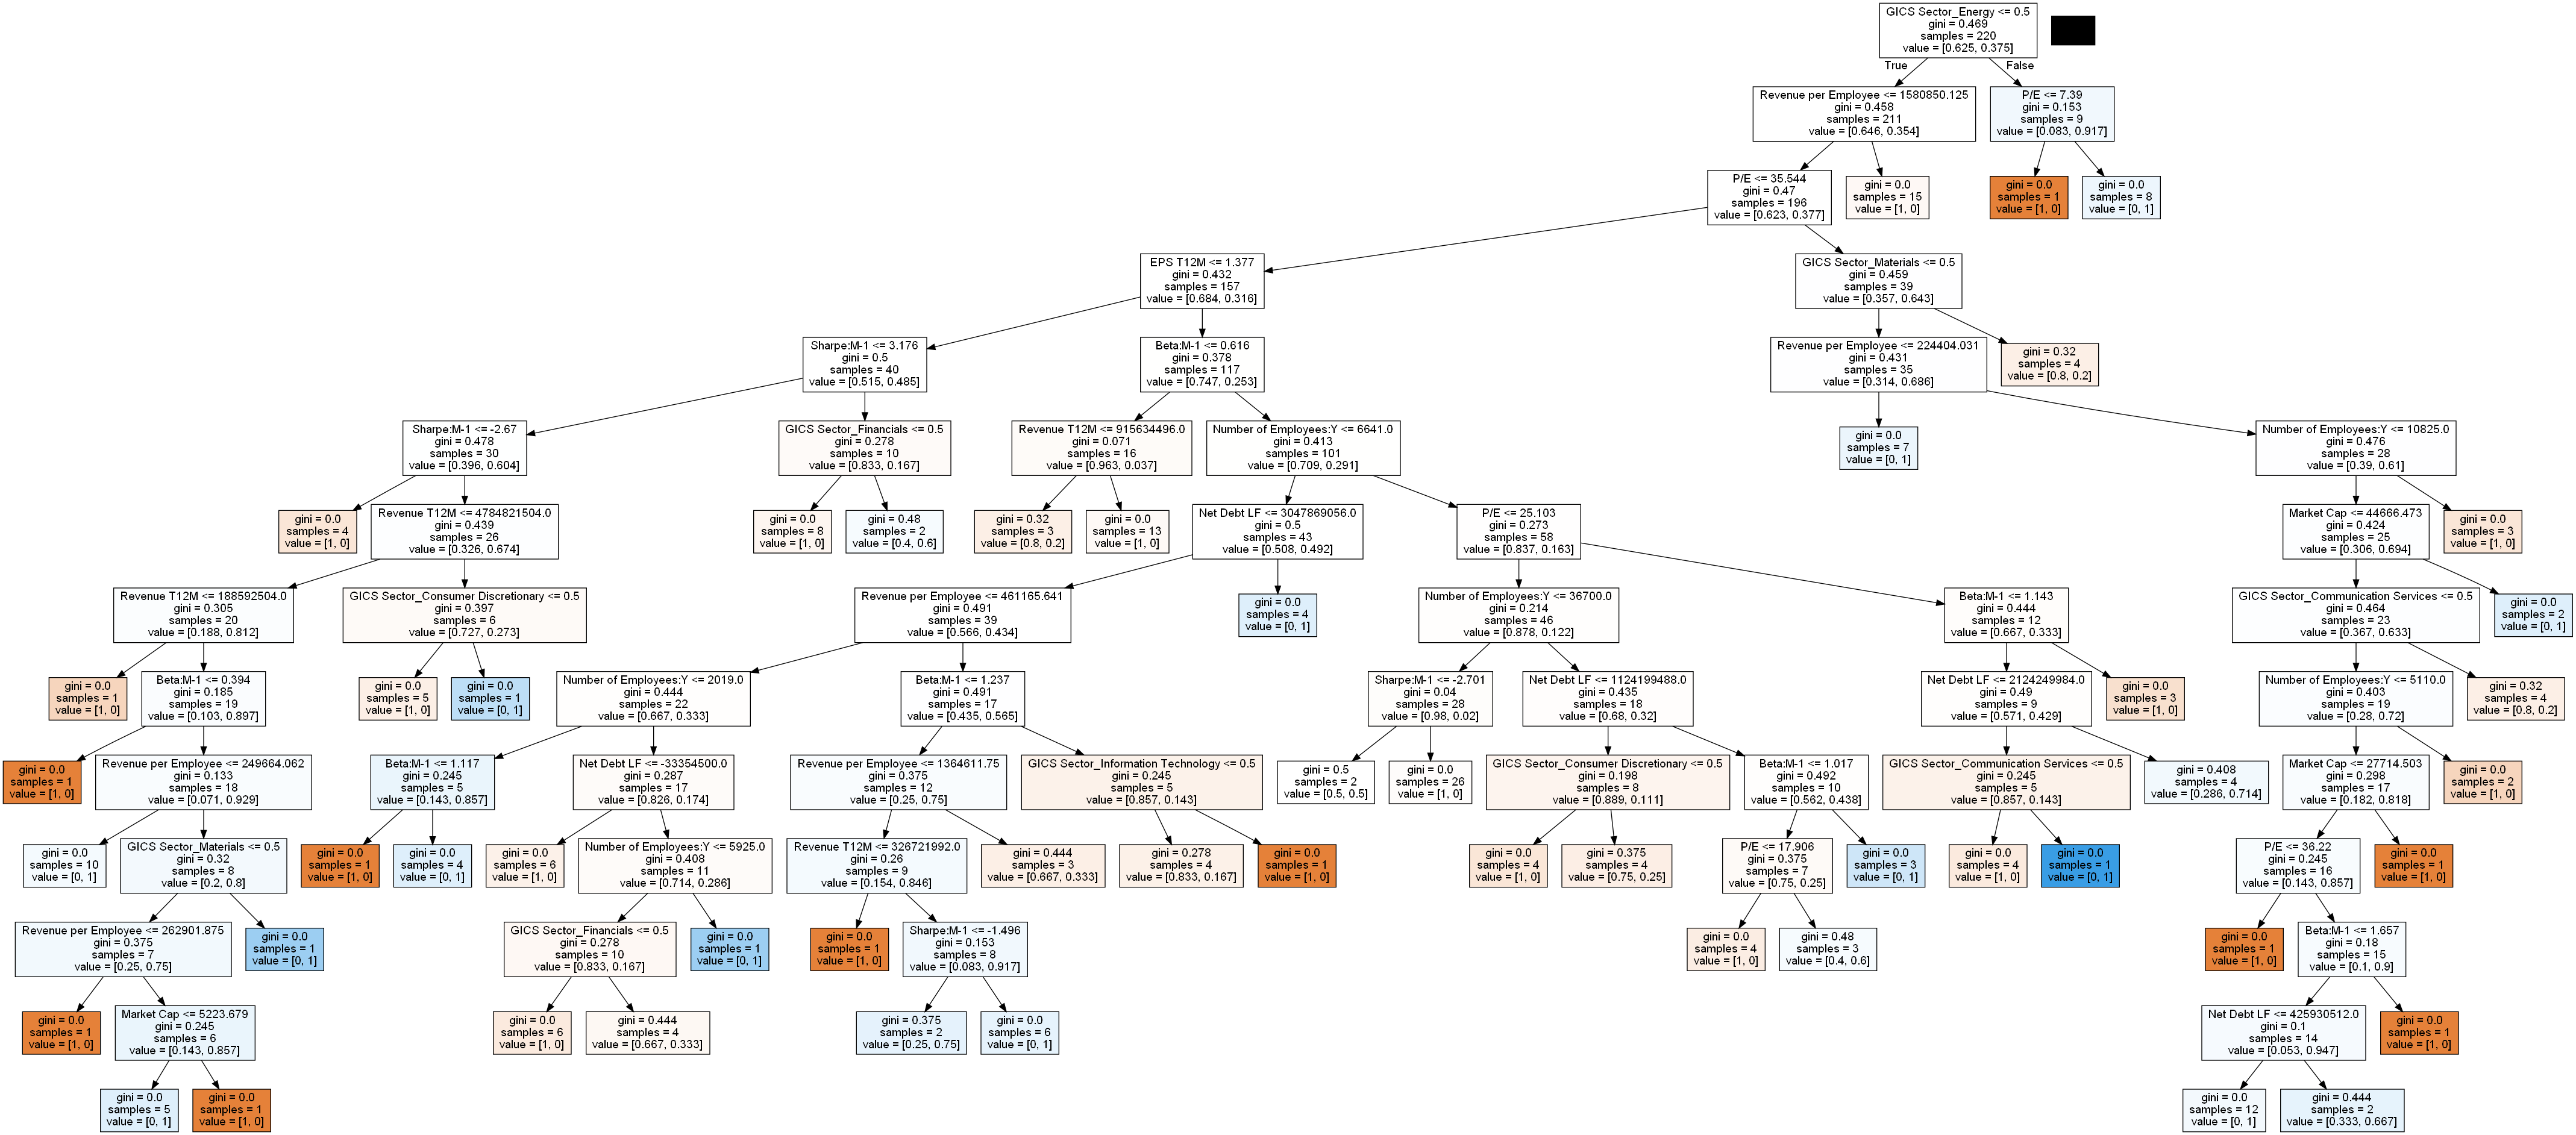 GICS Sector_Energy <= 0.5
gini = 0.469
samples = 220
value = [0.625, 0.375]
True
False
Revenue per Employee <= 1580850.125
gini = 0.458
samples = 211
value = [0.646, 0.354]
P/E <= 7.39
gini = 0.153
samples = 9
value = [0.083, 0.917]
P/E <= 35.544
gini = 0.47
samples = 196
value = [0.623, 0.377]
gini = 0.0
samples = 15
value = [1, 0]
gini = 0.0
samples = 1
value = [1, 0]
gini = 0.0
samples = 8
value = [0, 1]
EPS T12M <= 1.377
gini = 0.432
samples = 157
value = [0.684, 0.316]
GICS Sector_Materials <= 0.5
gini = 0.459
samples = 39
value = [0.357, 0.643]
Sharpe:M-1 <= 3.176
gini = 0.5
samples = 40
value = [0.515, 0.485]
Beta:M-1 <= 0.616
gini = 0.378
samples = 117
value = [0.747, 0.253]
Revenue per Employee <= 224404.031
gini = 0.431
samples = 35
value = [0.314, 0.686]
gini = 0.32
samples = 4
value = [0.8, 0.2]
Sharpe:M-1 <= -2.67
gini = 0.478
samples = 30
value = [0.396, 0.604]
GICS Sector_Financials <= 0.5
gini = 0.278
samples = 10
value = [0.833, 0.167]
Revenue T12M <= 915634496.0
gini = 0.071
samples = 16
value = [0.963, 0.037]
Number of Employees:Y <= 6641.0
gini = 0.413
samples = 101
value = [0.709, 0.291]
gini = 0.0
samples = 7
value = [0, 1]
Number of Employees:Y <= 10825.0
gini = 0.476
samples = 28
value = [0.39, 0.61]
gini = 0.0
samples = 4
value = [1, 0]
Revenue T12M <= 4784821504.0
gini = 0.439
samples = 26
value = [0.326, 0.674]
gini = 0.0
samples = 8
value = [1, 0]
gini = 0.48
samples = 2
value = [0.4, 0.6]
gini = 0.32
samples = 3
value = [0.8, 0.2]
gini = 0.0
samples = 13
value = [1, 0]
Net Debt LF <= 3047869056.0
gini = 0.5
samples = 43
value = [0.508, 0.492]
P/E <= 25.103
gini = 0.273
samples = 58
value = [0.837, 0.163]
Market Cap <= 44666.473
gini = 0.424
samples = 25
value = [0.306, 0.694]
gini = 0.0
samples = 3
value = [1, 0]
Revenue T12M <= 188592504.0
gini = 0.305
samples = 20
value = [0.188, 0.812]
GICS Sector_Consumer Discretionary <= 0.5
gini = 0.397
samples = 6
value = [0.727, 0.273]
Revenue per Employee <= 461165.641
gini = 0.491
samples = 39
value = [0.566, 0.434]
gini = 0.0
samples = 4
value = [0, 1]
Number of Employees:Y <= 36700.0
gini = 0.214
samples = 46
value = [0.878, 0.122]
Beta:M-1 <= 1.143
gini = 0.444
samples = 12
value = [0.667, 0.333]
GICS Sector_Communication Services <= 0.5
gini = 0.464
samples = 23
value = [0.367, 0.633]
gini = 0.0
samples = 2
value = [0, 1]
gini = 0.0
samples = 1
value = [1, 0]
Beta:M-1 <= 0.394
gini = 0.185
samples = 19
value = [0.103, 0.897]
gini = 0.0
samples = 5
value = [1, 0]
gini = 0.0
samples = 1
value = [0, 1]
Number of Employees:Y <= 2019.0
gini = 0.444
samples = 22
value = [0.667, 0.333]
Beta:M-1 <= 1.237
gini = 0.491
samples = 17
value = [0.435, 0.565]
Sharpe:M-1 <= -2.701
gini = 0.04
samples = 28
value = [0.98, 0.02]
Net Debt LF <= 1124199488.0
gini = 0.435
samples = 18
value = [0.68, 0.32]
Net Debt LF <= 2124249984.0
gini = 0.49
samples = 9
value = [0.571, 0.429]
gini = 0.0
samples = 3
value = [1, 0]
Number of Employees:Y <= 5110.0
gini = 0.403
samples = 19
value = [0.28, 0.72]
gini = 0.32
samples = 4
value = [0.8, 0.2]
gini = 0.0
samples = 1
value = [1, 0]
Revenue per Employee <= 249664.062
gini = 0.133
samples = 18
value = [0.071, 0.929]
Beta:M-1 <= 1.117
gini = 0.245
samples = 5
value = [0.143, 0.857]
Net Debt LF <= -33354500.0
gini = 0.287
samples = 17
value = [0.826, 0.174]
Revenue per Employee <= 1364611.75
gini = 0.375
samples = 12
value = [0.25, 0.75]
GICS Sector_Information Technology <= 0.5
gini = 0.245
samples = 5
value = [0.857, 0.143]
gini = 0.5
samples = 2
value = [0.5, 0.5]
gini = 0.0
samples = 26
value = [1, 0]
GICS Sector_Consumer Discretionary <= 0.5
gini = 0.198
samples = 8
value = [0.889, 0.111]
Beta:M-1 <= 1.017
gini = 0.492
samples = 10
value = [0.562, 0.438]
GICS Sector_Communication Services <= 0.5
gini = 0.245
samples = 5
value = [0.857, 0.143]
gini = 0.408
samples = 4
value = [0.286, 0.714]
Market Cap <= 27714.503
gini = 0.298
samples = 17
value = [0.182, 0.818]
gini = 0.0
samples = 2
value = [1, 0]
gini = 0.0
samples = 10
value = [0, 1]
GICS Sector_Materials <= 0.5
gini = 0.32
samples = 8
value = [0.2, 0.8]
gini = 0.0
samples = 1
value = [1, 0]
gini = 0.0
samples = 4
value = [0, 1]
gini = 0.0
samples = 6
value = [1, 0]
Number of Employees:Y <= 5925.0
gini = 0.408
samples = 11
value = [0.714, 0.286]
Revenue T12M <= 326721992.0
gini = 0.26
samples = 9
value = [0.154, 0.846]
gini = 0.444
samples = 3
value = [0.667, 0.333]
gini = 0.278
samples = 4
value = [0.833, 0.167]
gini = 0.0
samples = 1
value = [1, 0]
gini = 0.0
samples = 4
value = [1, 0]
gini = 0.375
samples = 4
value = [0.75, 0.25]
P/E <= 17.906
gini = 0.375
samples = 7
value = [0.75, 0.25]
gini = 0.0
samples = 3
value = [0, 1]
gini = 0.0
samples = 4
value = [1, 0]
gini = 0.0
samples = 1
value = [0, 1]
P/E <= 36.22
gini = 0.245
samples = 16
value = [0.143, 0.857]
gini = 0.0
samples = 1
value = [1, 0]
Revenue per Employee <= 262901.875
gini = 0.375
samples = 7
value = [0.25, 0.75]
gini = 0.0
samples = 1
value = [0, 1]
GICS Sector_Financials <= 0.5
gini = 0.278
samples = 10
value = [0.833, 0.167]
gini = 0.0
samples = 1
value = [0, 1]
gini = 0.0
samples = 1
value = [1, 0]
Sharpe:M-1 <= -1.496
gini = 0.153
samples = 8
value = [0.083, 0.917]
gini = 0.0
samples = 4
value = [1, 0]
gini = 0.48
samples = 3
value = [0.4, 0.6]
gini = 0.0
samples = 1
value = [1, 0]
Beta:M-1 <= 1.657
gini = 0.18
samples = 15
value = [0.1, 0.9]
gini = 0.0
samples = 1
value = [1, 0]
Market Cap <= 5223.679
gini = 0.245
samples = 6
value = [0.143, 0.857]
gini = 0.0
samples = 6
value = [1, 0]
gini = 0.444
samples = 4
value = [0.667, 0.333]
gini = 0.375
samples = 2
value = [0.25, 0.75]
gini = 0.0
samples = 6
value = [0, 1]
Net Debt LF <= 425930512.0
gini = 0.1
samples = 14
value = [0.053, 0.947]
gini = 0.0
samples = 1
value = [1, 0]
gini = 0.0
samples = 5
value = [0, 1]
gini = 0.0
samples = 1
value = [1, 0]
gini = 0.0
samples = 12
value = [0, 1]
gini = 0.444
samples = 2
value = [0.333, 0.667]